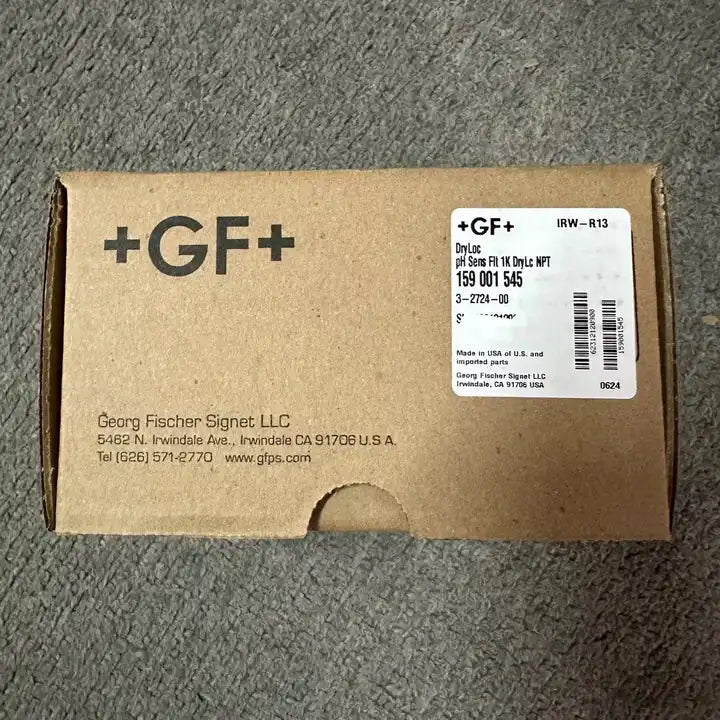 +GF+
Georg Fischer Signet LLC
5462 N. Irwindale Ave., Irwindale CA 91706 U.S.A.
Tel (626) 571-2770 www.gfps.com
+GF+ IRW-R13
DryLoc
pH Sens Flt 1K DryLc NPT
159 001 545
3-2724-00
Made in USA of U.S. and
imported parts
Georg Fischer Signet LLC
Irwindale, CA 91706 USA
62312120900
159001545
0624